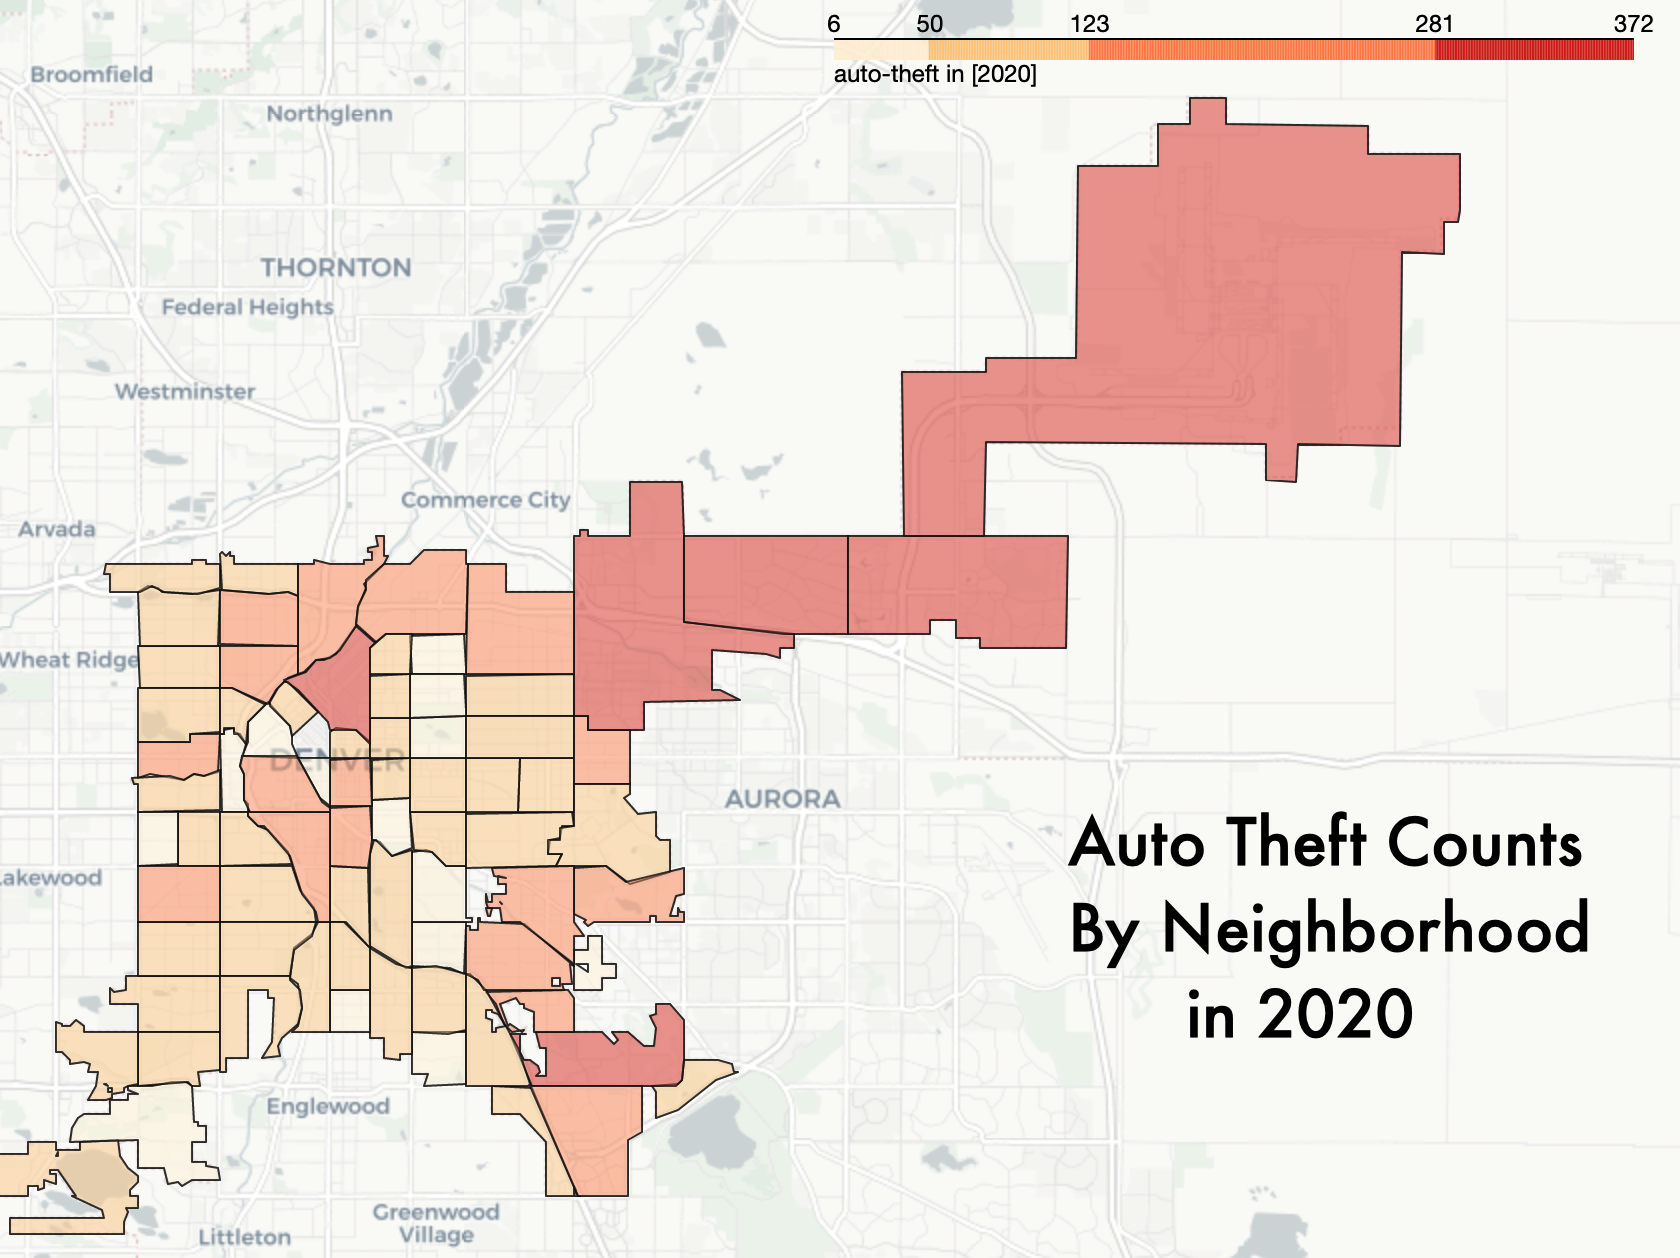 6 50 123 281 372
auto-theft in [2020]
Broomfield
Northglenn
THORNTON
Federal Heights
Westminster
Commerce City
Arvada
Wheat Ridge
DENVER
AURORA
Auto Theft Counts
By Neighborhood
in 2020
Lakewood
Englewood
Greenwood
Village
Littleton